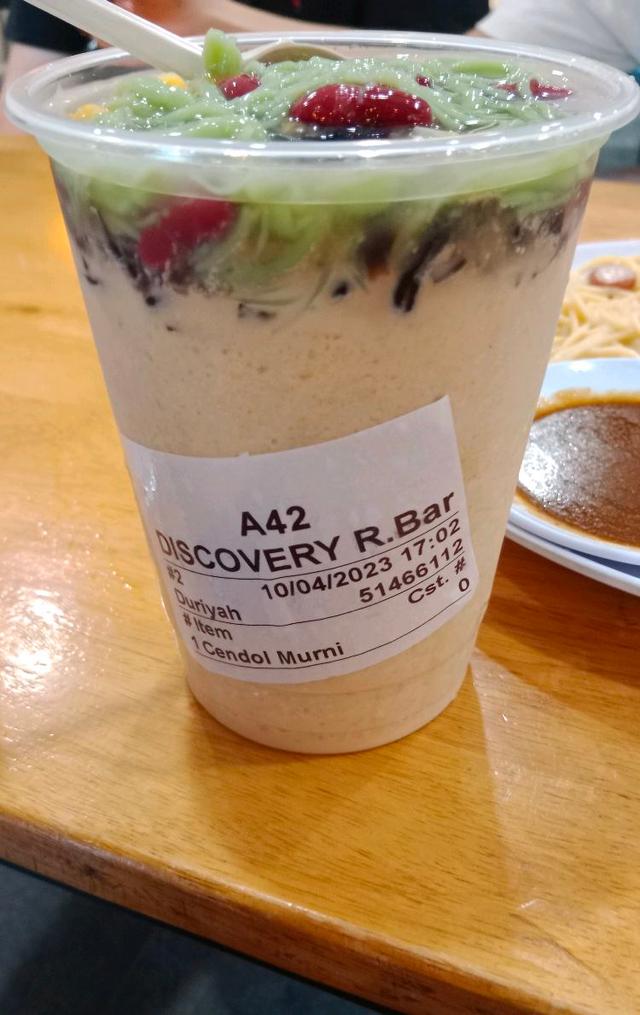 A42
DISCOVERY R.Bar
#2 10/04/2023 17:02
Duriyah 51466112
#Item Cst. #
1 Cendol Murni 0